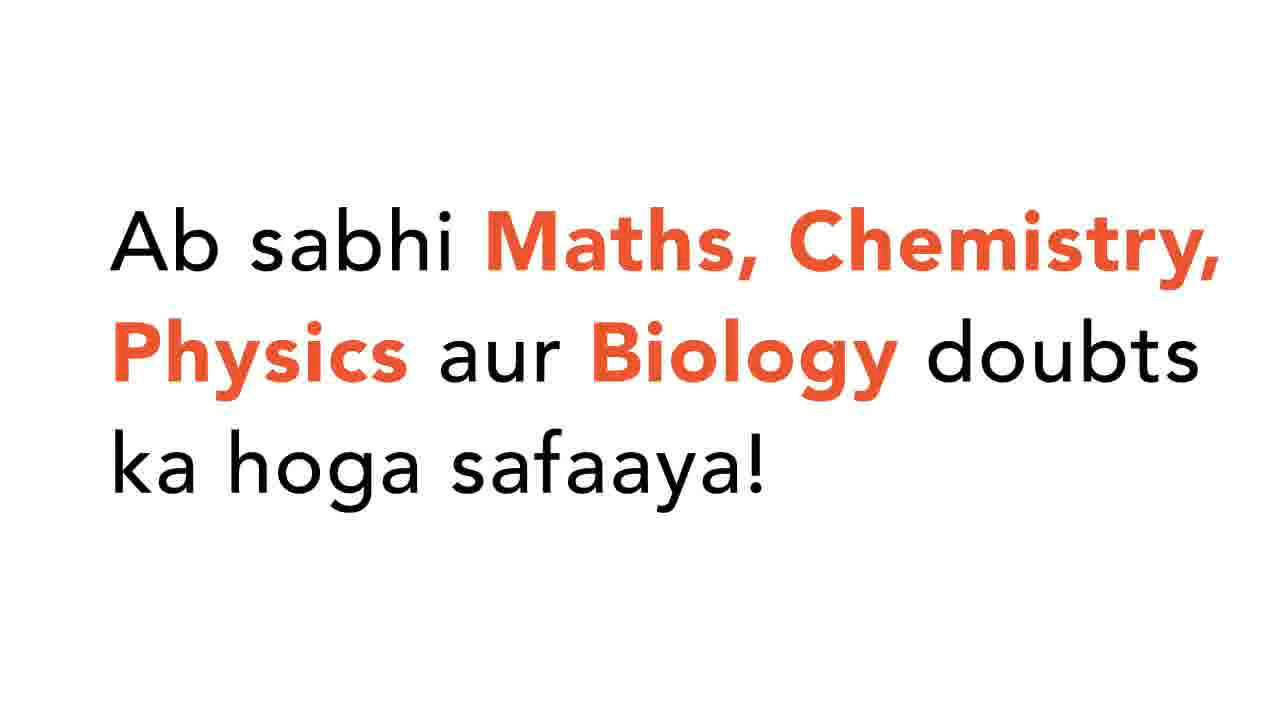 Ab sabhi Maths, Chemistry,
Physics aur Biology doubts
ka hoga safaaya!